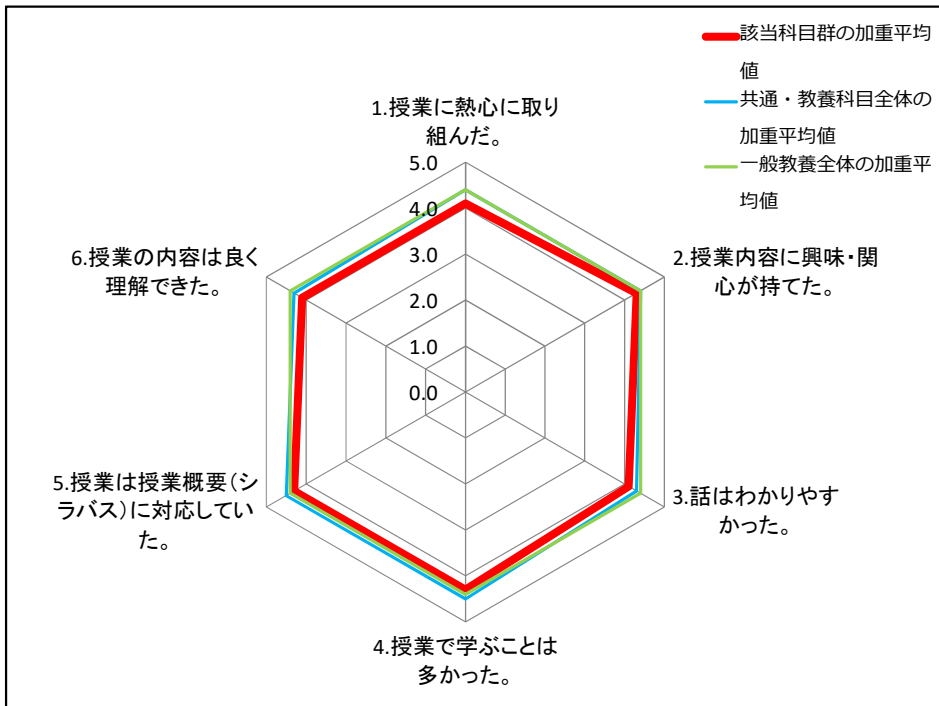 該当科目群の加重平均
値
共通・教養科目全体の
加重平均値
一般教養全体の加重平
均値
1.授業に熱心に取り
組んだ。
5.0
4.0
3.0
2.0
1.0
0.0
2.授業内容に興味・関
心が持てた。
3.話はわかりやす
かった。
4.授業で学ぶことは
多かった。
5.授業は授業概要(シ
ラバス)に対応してい
た。
6.授業の内容は良く
理解できた。